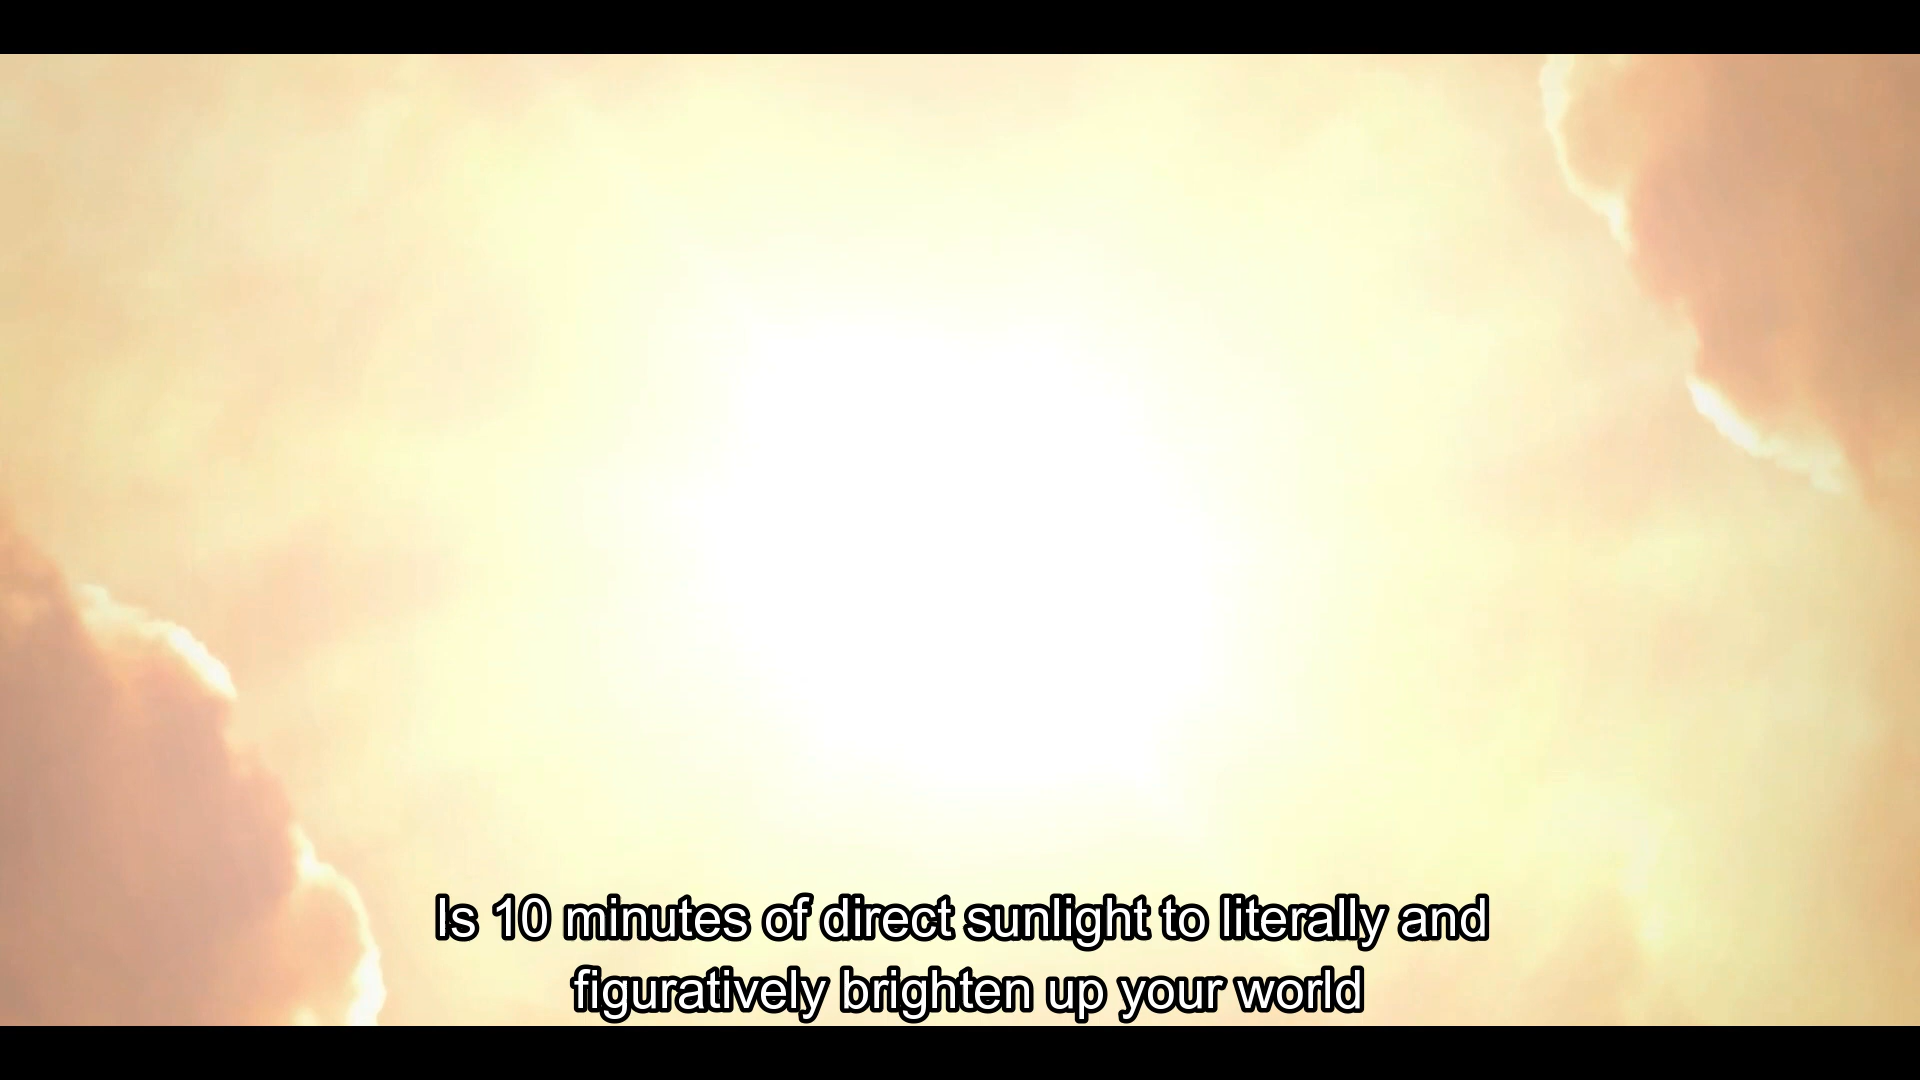 Is 10 minutes of direct sunlight to literally and
figuratively brighten up your world